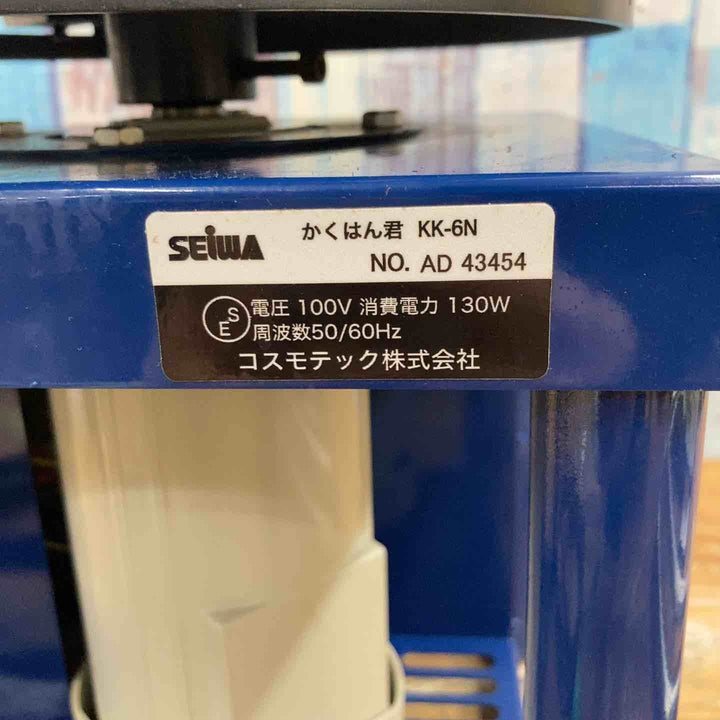 SEIWA かくはん君 KK-6N
NO. AD 43454
SE 電圧 100V 消費電力 130W
周波数50/60Hz
コスモテック株式会社